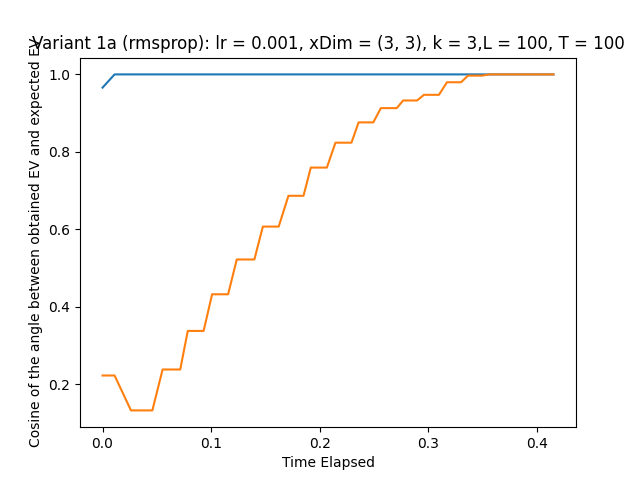 Variant 1a (rmsprop): lr = 0.001, xDim = (3, 3), k = 3,L = 100, T = 100
Cosine of the angle between obtained EV and expected EV
1.0
0.8
0.6
0.4
0.2
0.0 0.1 0.2 0.3 0.4
Time Elapsed